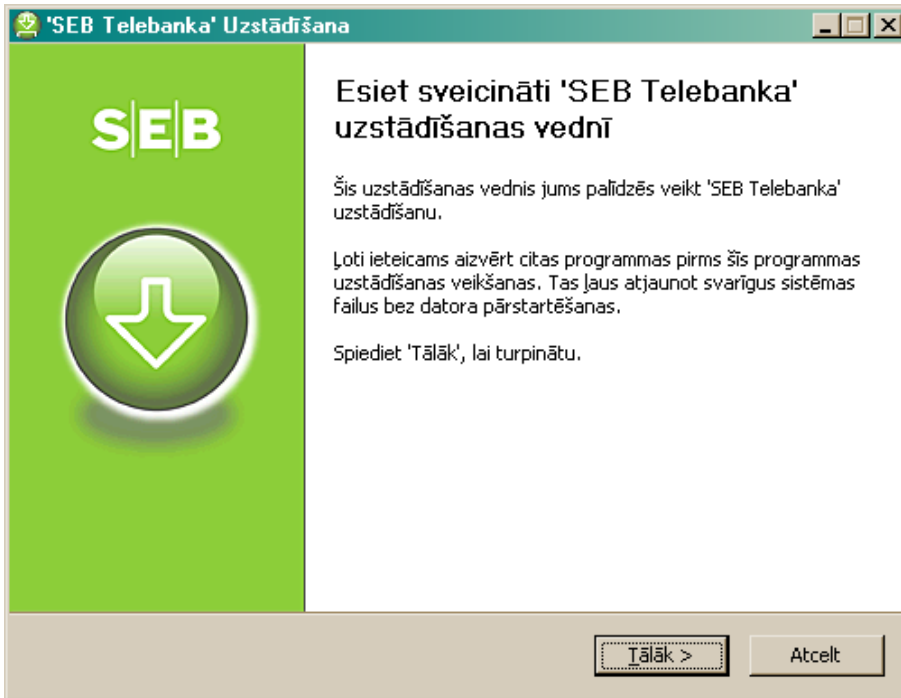 'SEB Telebanka' Uzstādīšana
S|E|B
Esiet sveicināti 'SEB Telebanka'
uzstādīšanas vednī
Šis uzstādīšanas vednis jums palīdzēs veikt 'SEB Telebanka'
uzstādīšanu.
Ļoti ieteicams aizvērt citas programmas pirms šīs programmas
uzstādīšanas veikšanas. Tas ļaus atjaunot svarīgus sistēmas
failus bez datora pārstartēšanas.
Spiediet 'Tālāk', lai turpinātu.
Tālāk >
Atcelt